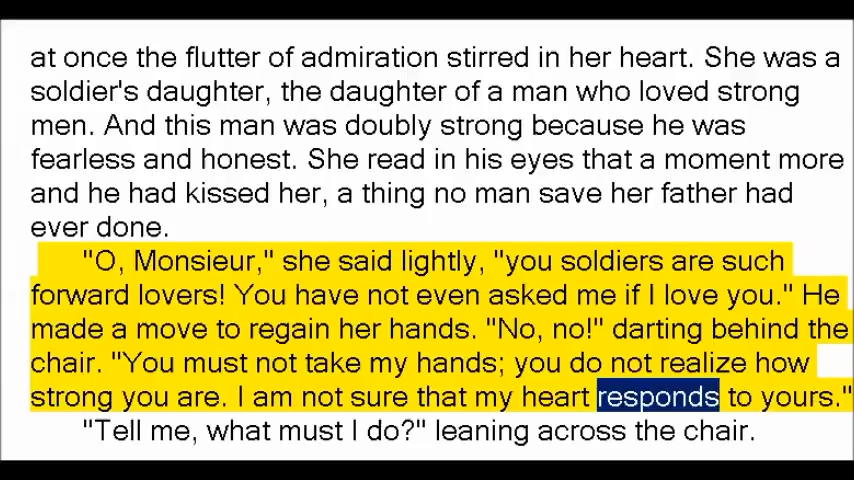 at once the flutter of admiration stirred in her heart. She was a
soldier's daughter, the daughter of a man who loved strong
men. And this man was doubly strong because he was
fearless and honest. She read in his eyes that a moment more
and he had kissed her, a thing no man save her father had
ever done.
"O, Monsieur," she said lightly, "you soldiers are such
forward lovers! You have not even asked me if I love you." He
made a move to regain her hands. "No, no!" darting behind the
chair. "You must not take my hands; you do not realize how
strong you are. I am not sure that my heart responds to yours."
"Tell me, what must I do?" leaning across the chair.